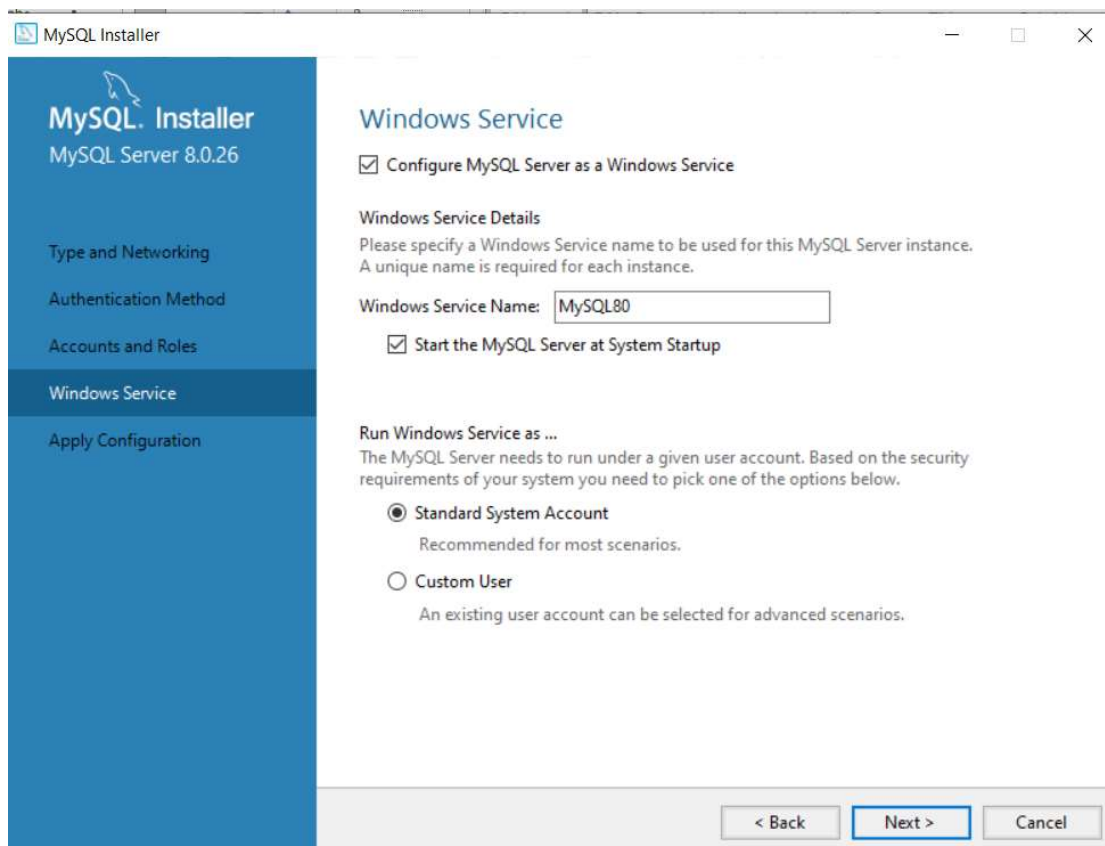 MySQL Installer
MySQL. Installer
MySQL Server 8.0.26
Type and Networking
Authentication Method
Accounts and Roles
Windows Service
Apply Configuration
Windows Service
Configure MySQL Server as a Windows Service
Windows Service Details
Please specify a Windows Service name to be used for this MySQL Server instance.
A unique name is required for each instance.
Windows Service Name: MySQL80
Start the MySQL Server at System Startup
Run Windows Service as ...
The MySQL Server needs to run under a given user account. Based on the security
requirements of your system you need to pick one of the options below.
Standard System Account
Recommended for most scenarios.
Custom User
An existing user account can be selected for advanced scenarios.
< Back Next > Cancel